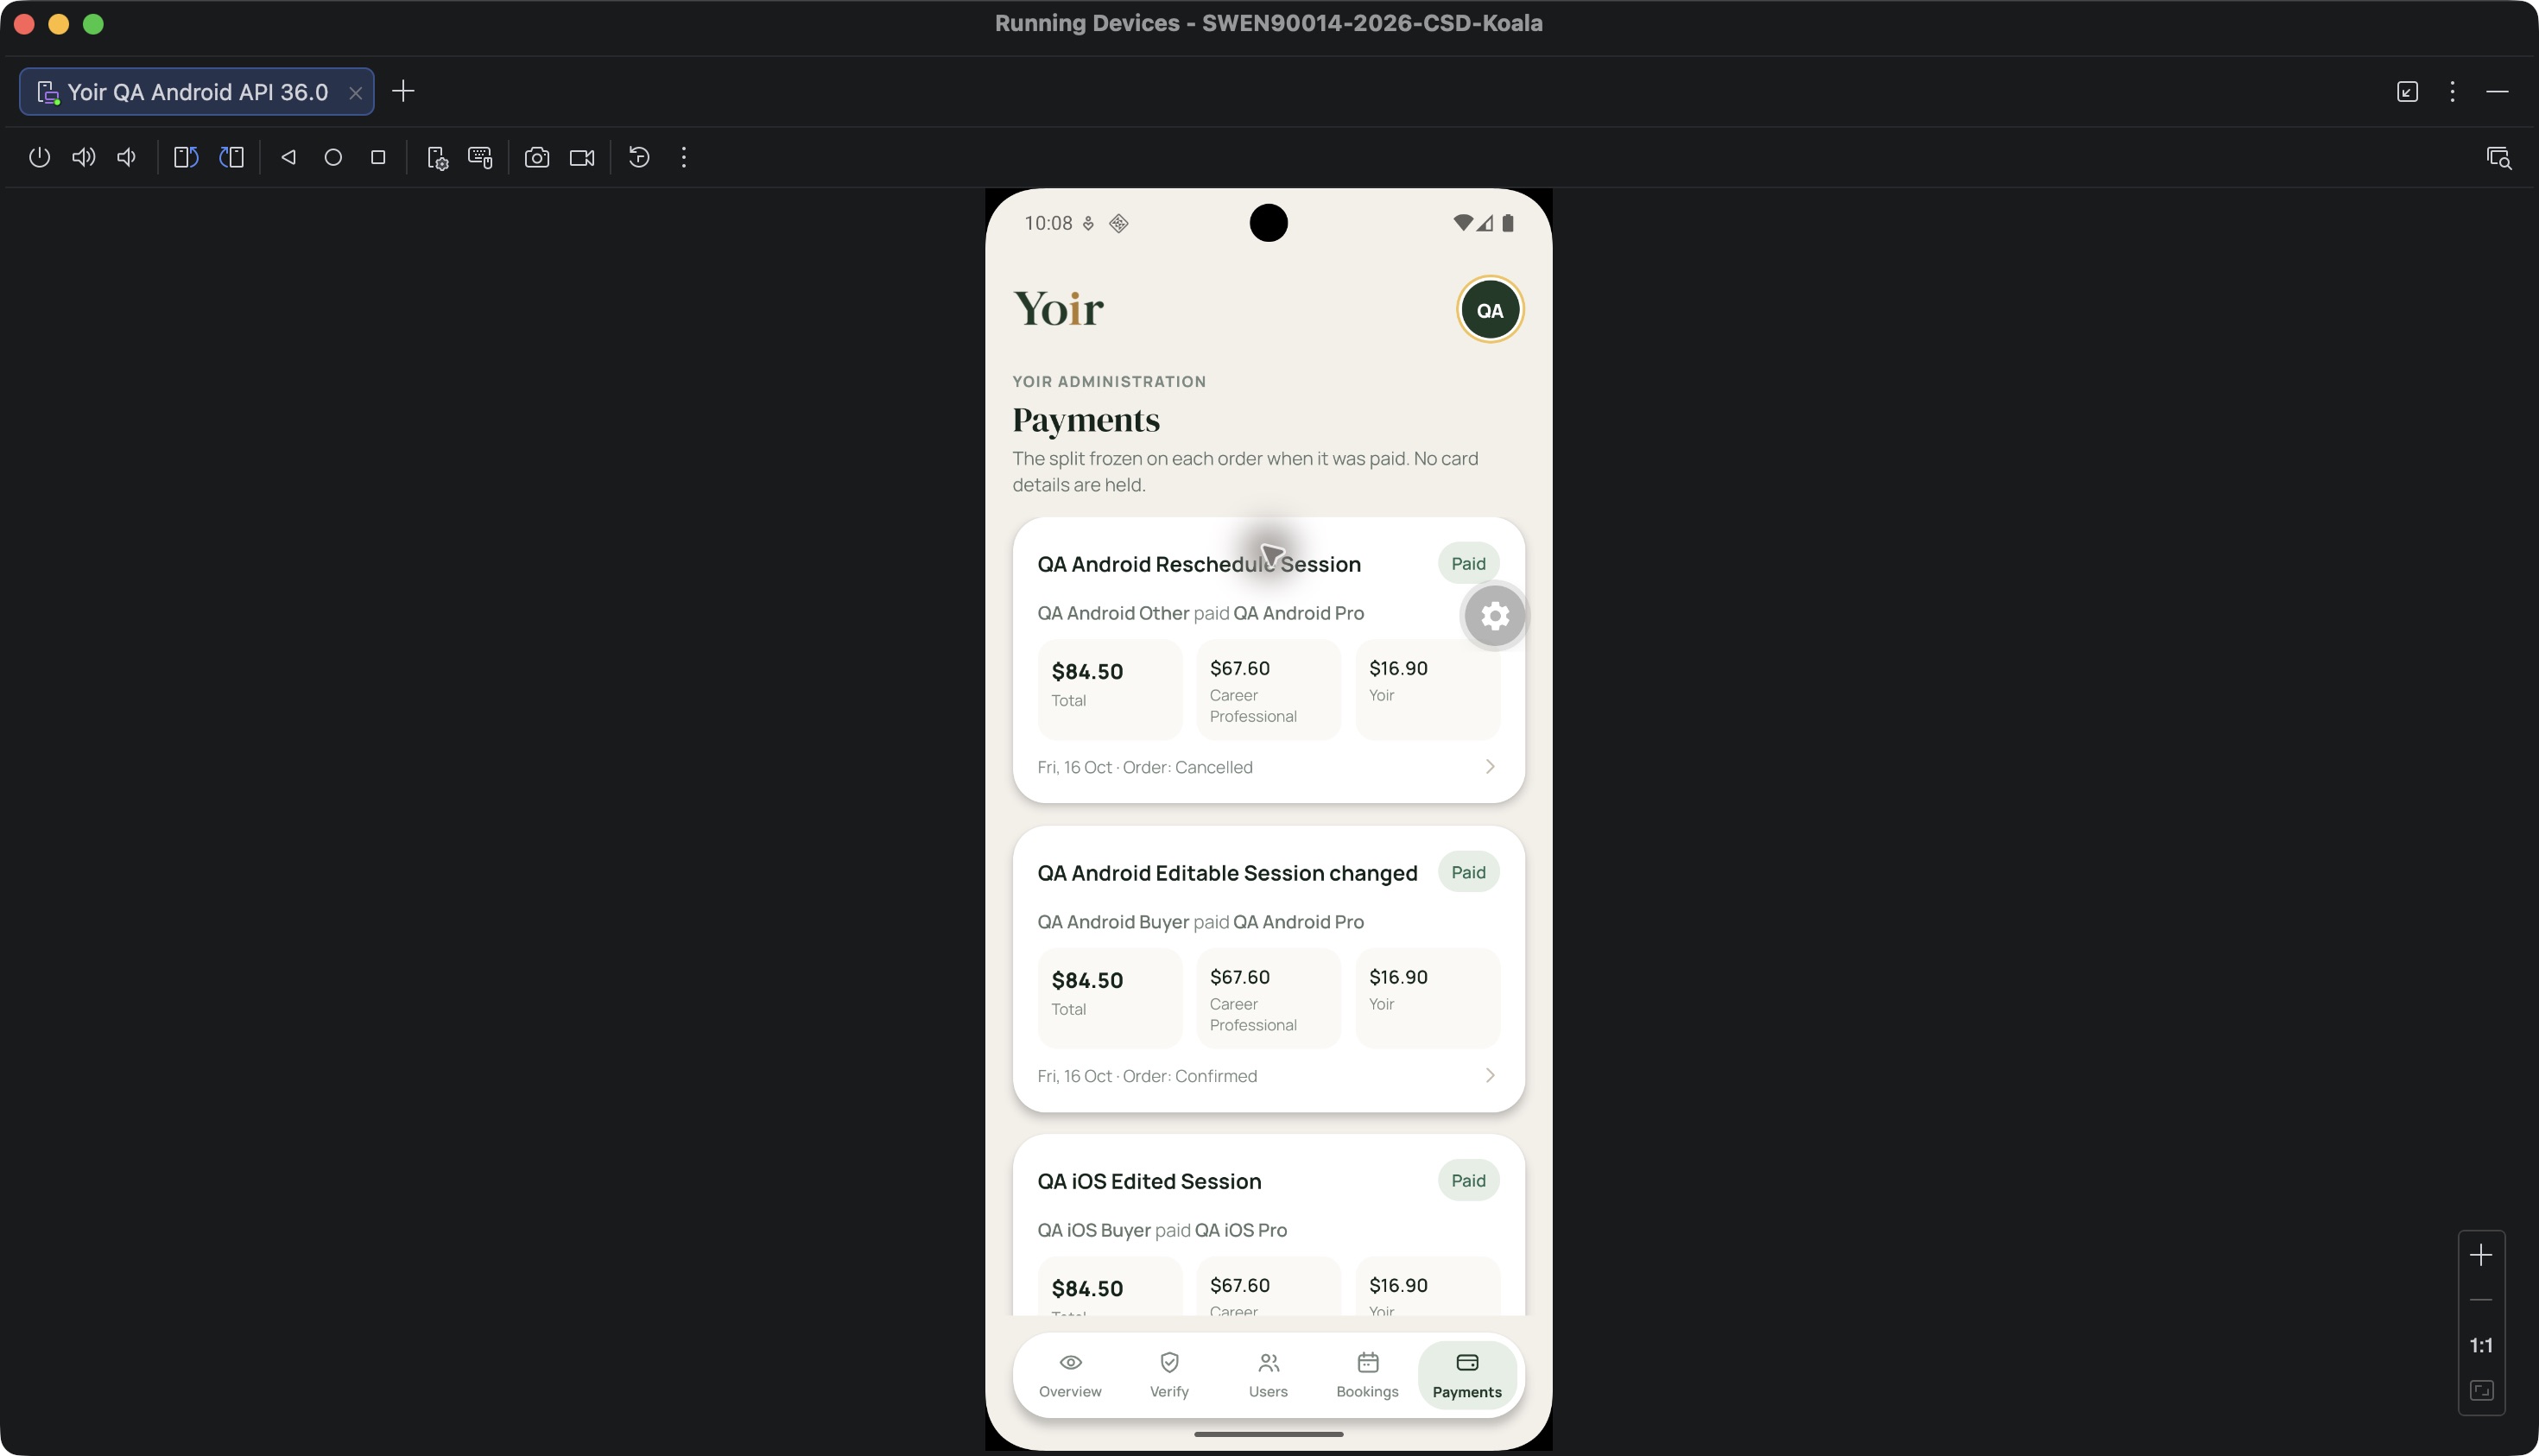 Running Devices - SWEN90014-2026-CSD-Koala
Yoir QA Android API 36.0
10:08
Yoir
QA
YOIR ADMINISTRATION
Payments
The split frozen on each order when it was paid. No card
details are held.
QA Android Reschedule Session
Paid
QA Android Other paid QA Android Pro
$84.50
Total
$67.60
Career
Professional
$16.90
Yoir
Fri, 16 Oct · Order: Cancelled
QA Android Editable Session changed
Paid
QA Android Buyer paid QA Android Pro
$84.50
Total
$67.60
Career
Professional
$16.90
Yoir
Fri, 16 Oct · Order: Confirmed
QA iOS Edited Session
Paid
QA iOS Buyer paid QA iOS Pro
$84.50
Total
$67.60
Career
$16.90
Yoir
Overview
Verify
Users
Bookings
Payments
1:1